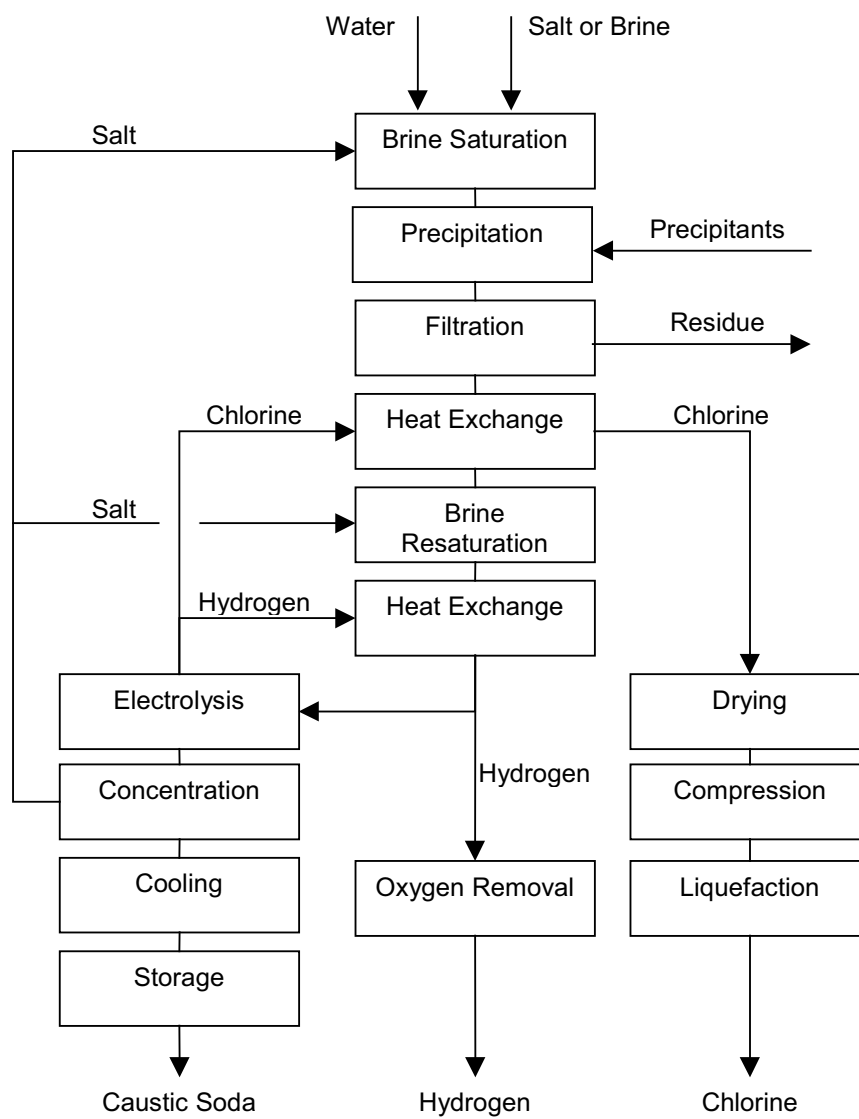 Water
Salt or Brine
Salt
Brine Saturation
Precipitation
Precipitants
Filtration
Residue
Chlorine
Heat Exchange
Chlorine
Salt
Brine
Resaturation
Hydrogen
Heat Exchange
Electrolysis
Drying
Hydrogen
Concentration
Compression
Cooling
Oxygen Removal
Liquefaction
Storage
Caustic Soda
Hydrogen
Chlorine